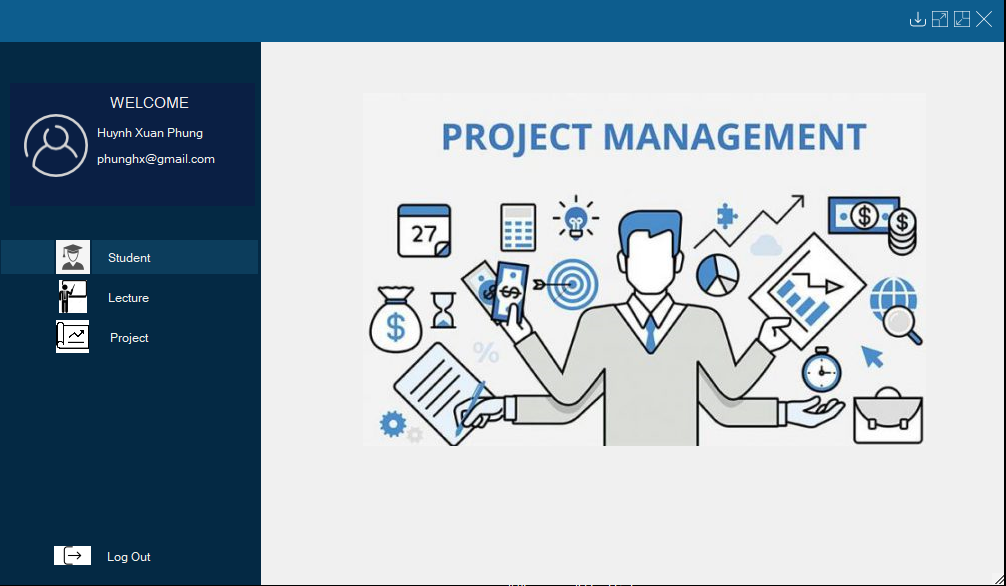 WELCOME
Huynh Xuan Phung
phunghx@gmail.com
Student
Lecture
Project
Log Out
PROJECT MANAGEMENT
27
$
$
$
$
%